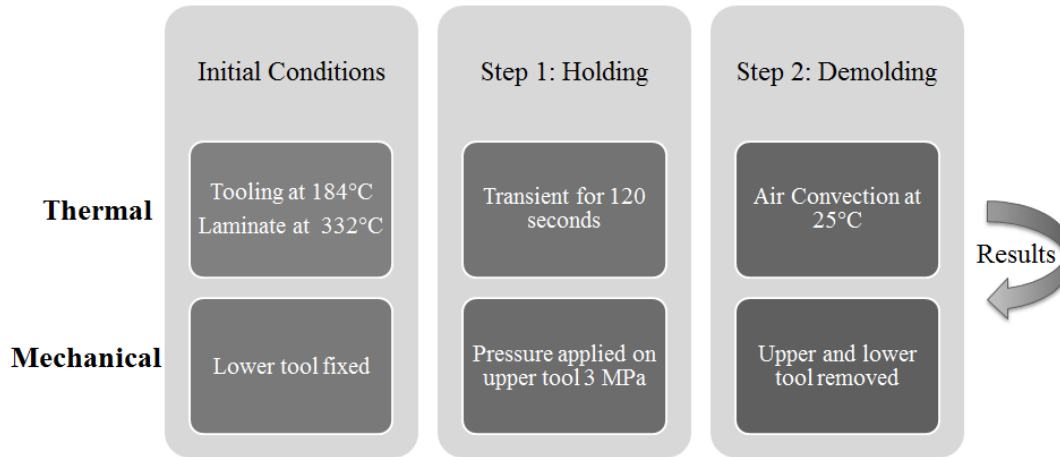 Initial Conditions
Step 1: Holding
Step 2: Demolding
Thermal
Tooling at 184°C
Laminate at 332°C
Transient for 120
seconds
Air Convection at
25°C
Results
Mechanical
Lower tool fixed
Pressure applied on
upper tool 3 MPa
Upper and lower
tool removed